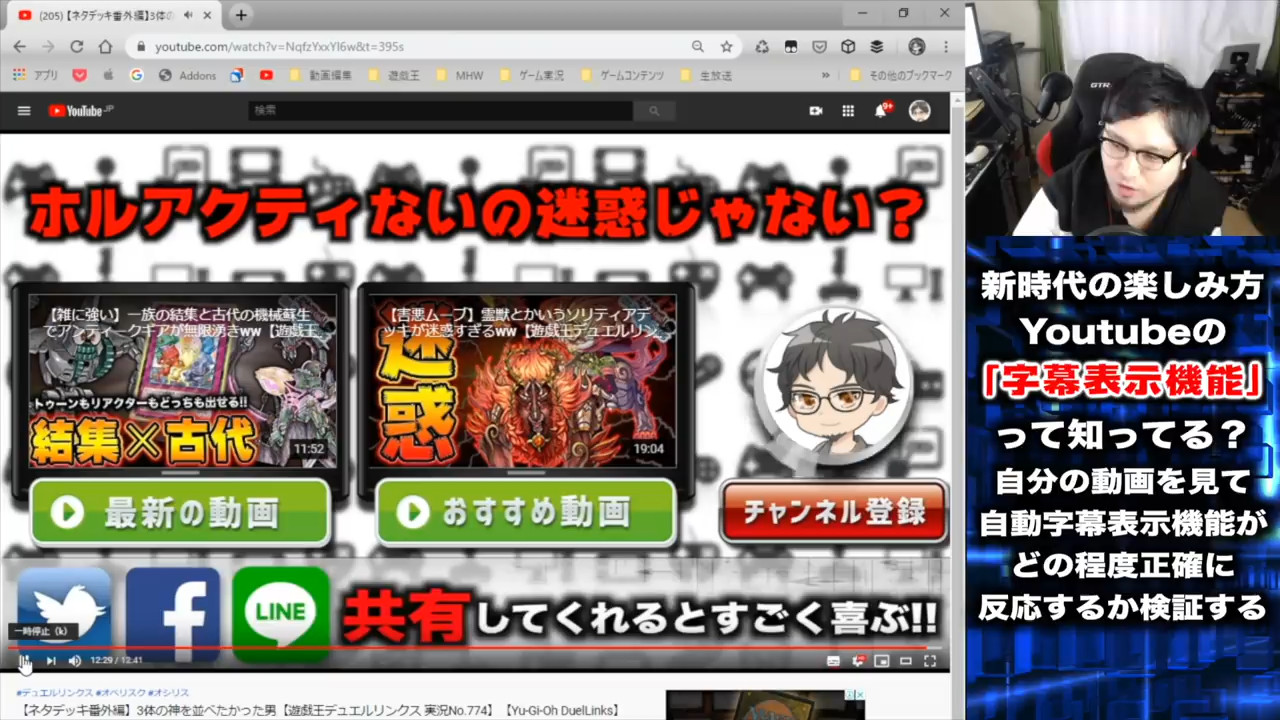 (205) 【ネタデッキ番外編】3体の
youtube.com/watch?v=NqfzYxxYl6w&t=395s
アプリ
Addons
動画編集
遊戯王
MHW
ゲーム実況
ゲームコンテンツ
生放送
»
その他のブックマーク
YouTube JP
検索
9+
ホルアクティないの迷惑じゃない？
【雑に強い】一族の結集と古代の機械蘇生
でアンティークギアが無限湧きww【遊戯王...
トゥーンもリアクターもどっちも出せる!!
結集×古代
11:52
【害悪ムーブ】霊獣とかいうソリティアデ
ッキが迷惑すぎるww【遊戯王デュエルリン...
迷惑
19:04
最新の動画
おすすめ動画
チャンネル登録
LINE
共有してくれるとすごく喜ぶ!!
一時停止（k）
12:29 / 12:41
#デュエルリンクス #オベリスク #オシリス
【ネタデッキ番外編】3体の神を並べたかった男【遊戯王デュエルリンクス 実況No.774】【Yu-Gi-Oh DuelLinks】
GTR
新時代の楽しみ方
Youtubeの
「字幕表示機能」
って知ってる？
自分の動画を見て
自動字幕表示機能が
どの程度正確に
反応するか検証する